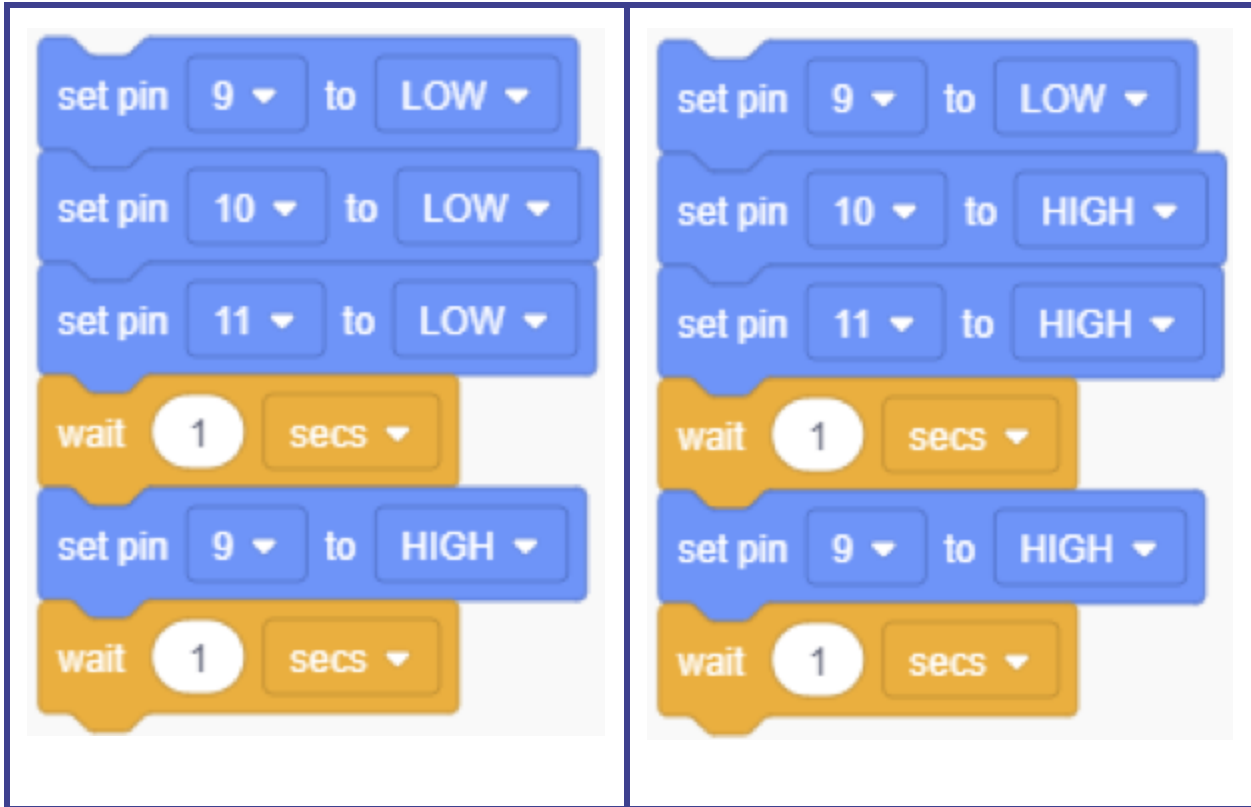 set pin 9 to LOW
set pin 10 to LOW
set pin 11 to LOW
wait 1 secs
set pin 9 to HIGH
wait 1 secs
set pin 9 to LOW
set pin 10 to HIGH
set pin 11 to HIGH
wait 1 secs
set pin 9 to HIGH
wait 1 secs